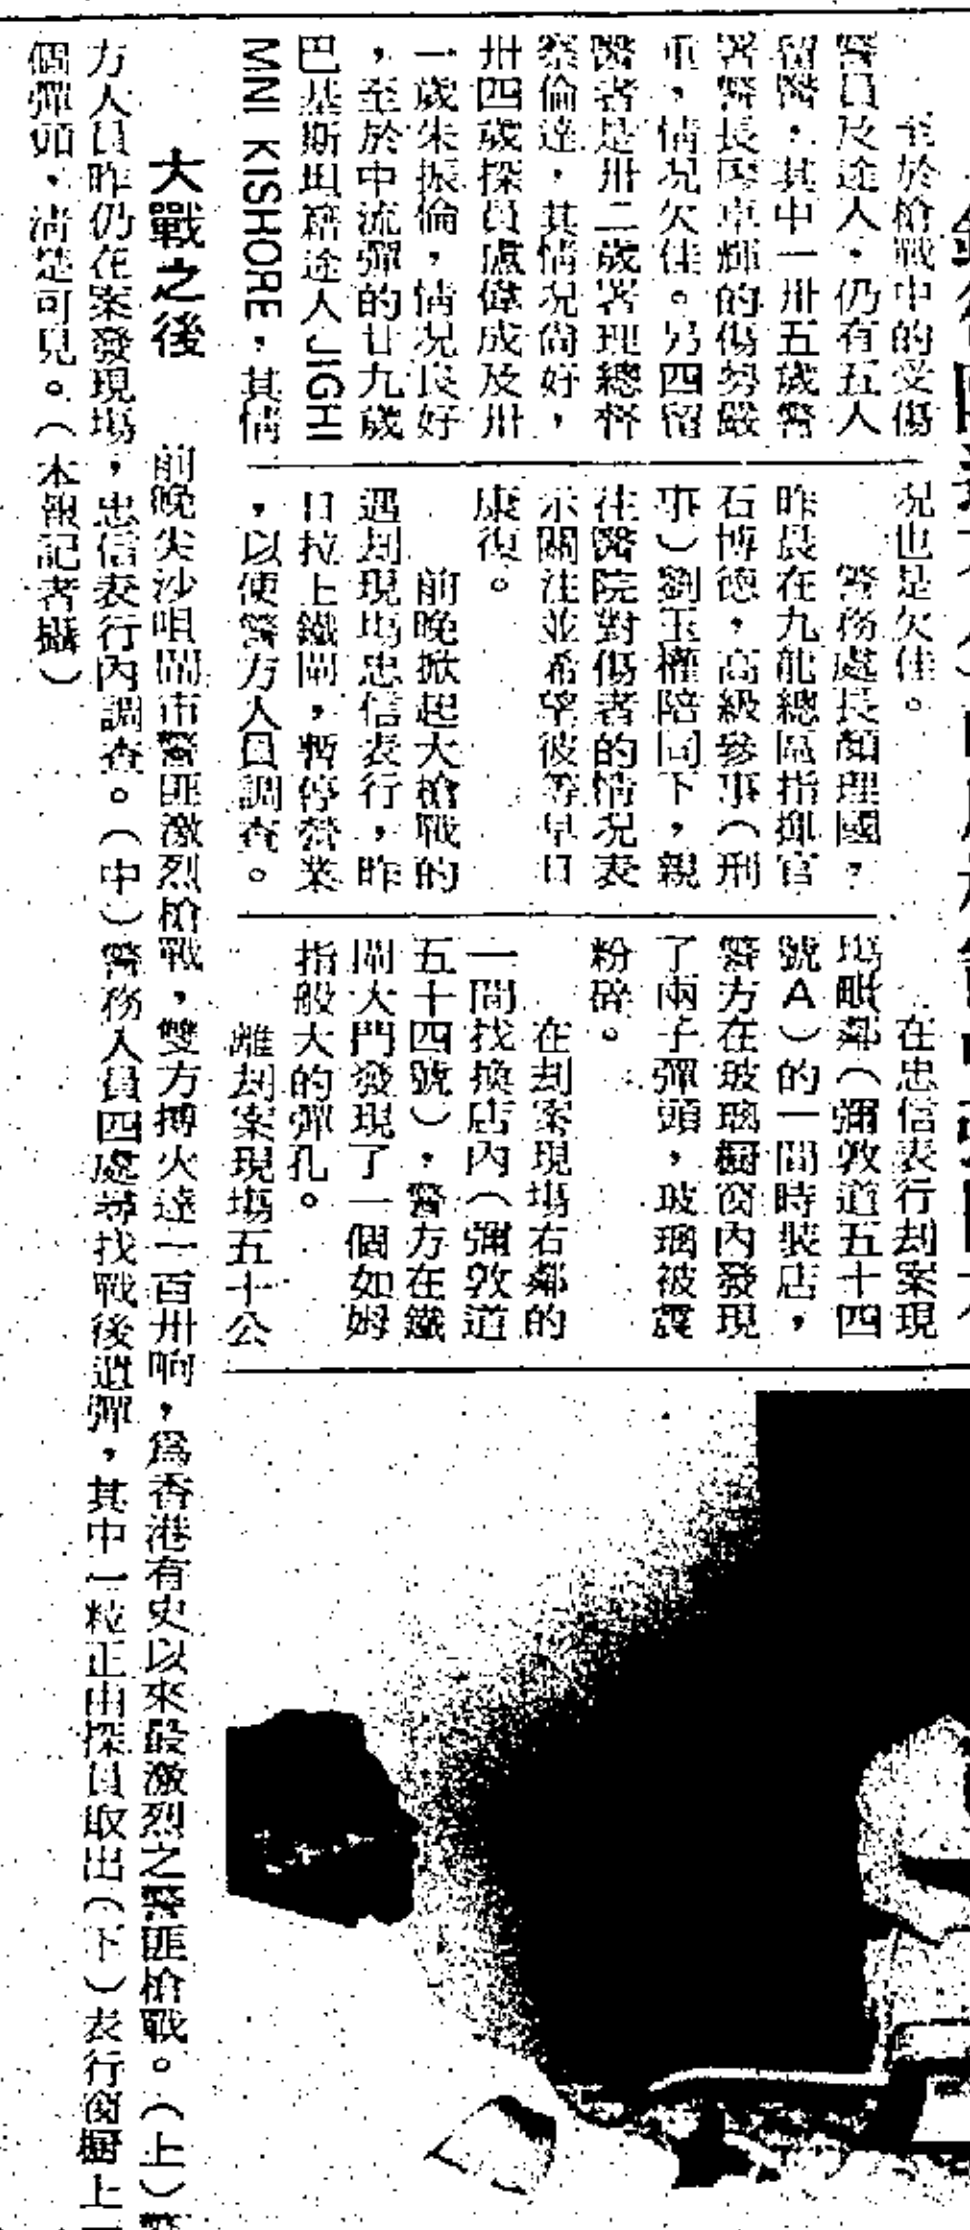 至於槍戰中的受傷
警員及途人,仍有五人
留醫,其中一卅五歲警
署警長 輝的傷勢嚴
重,情況欠佳。另四留
醫者是卅二歲署理總督
察倫達,其情況尚好,
卅四歲探員盧偉成及卅
一歲朱振倫,情況良好
,至於中流彈的廿九歲
巴基斯坦籍途人JIGHI
MNI KISHORE,其情
況也是欠佳。
警務處長顏理國,
昨晨在九龍總區指揮官
石博德,高級參事(刑
事)劉玉權陪同下,親
往醫院對傷者的情況表
示關注並希望彼等早日
康復。
前晚掀起大槍戰的
遇刦現塲忠信表行,昨
日拉上鐵閘,暫停營業
,以便警方人員調查。
在忠信表行刦案現
塲毗鄰(彌敦道五十四
號A)的一間時裝店,
警方在玻璃櫥窗內發現
了兩子彈頭,玻璃被震
粉碎。
在刦案現塲右鄰的
一間找換店內(彌敦道
五十四號),警方在鐵
閘大門發現了一個如姆
指般大的彈孔。
離刦案現塲五十公
大戰之後
前晚尖沙咀鬧市警匪激烈槍戰,雙方搏火達一百卅响,爲香港有史以來最激烈之警匪槍戰。(上)警
方人員昨仍在案發現塲,忠信表行內調查。(中)警務人員四處尋找戰後遺彈,其中一粒正由探員取出(下)表行窗櫥上
個彈頭,清楚可見。(本報記者攝)